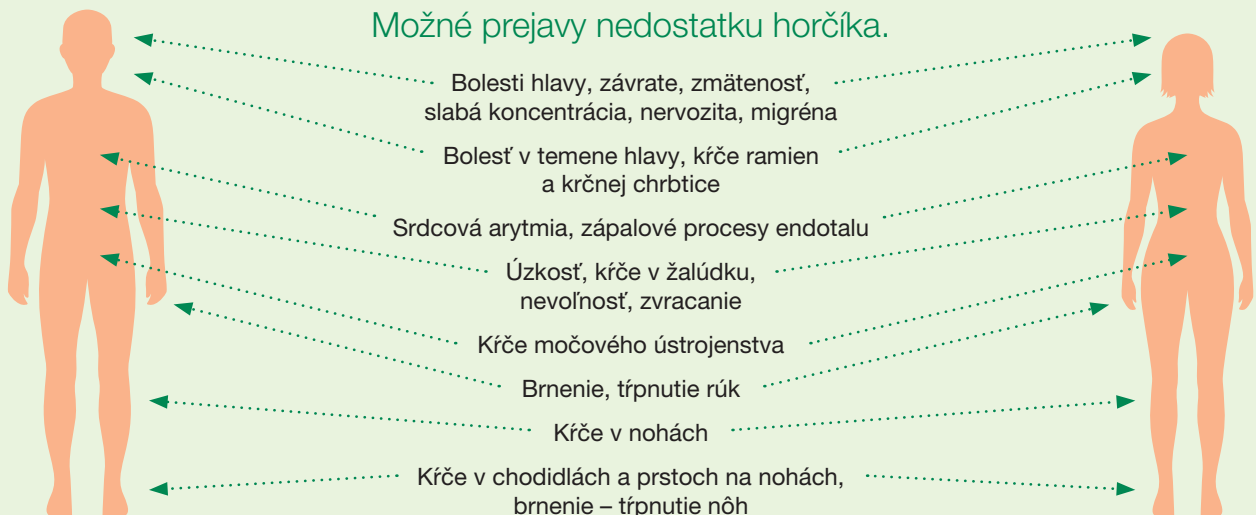 Možné prejavy nedostatku horčíka.
Bolesti hlavy, závrate, zmätenosť,
slabá koncentrácia, nervozita, migréna
Bolesť v temene hlavy, kŕče ramien
a krčnej chrbtice
Srdcová arytmia, zápalové procesy endotalu
Úzkosť, kŕče v žalúdku,
nevoľnosť, zvracanie
Kŕče močového ústrojenstva
Brnenie, tŕpnutie rúk
Kŕče v nohách
Kŕče v chodidlách a prstoch na nohách,
brnenie – tŕpnutie nôh